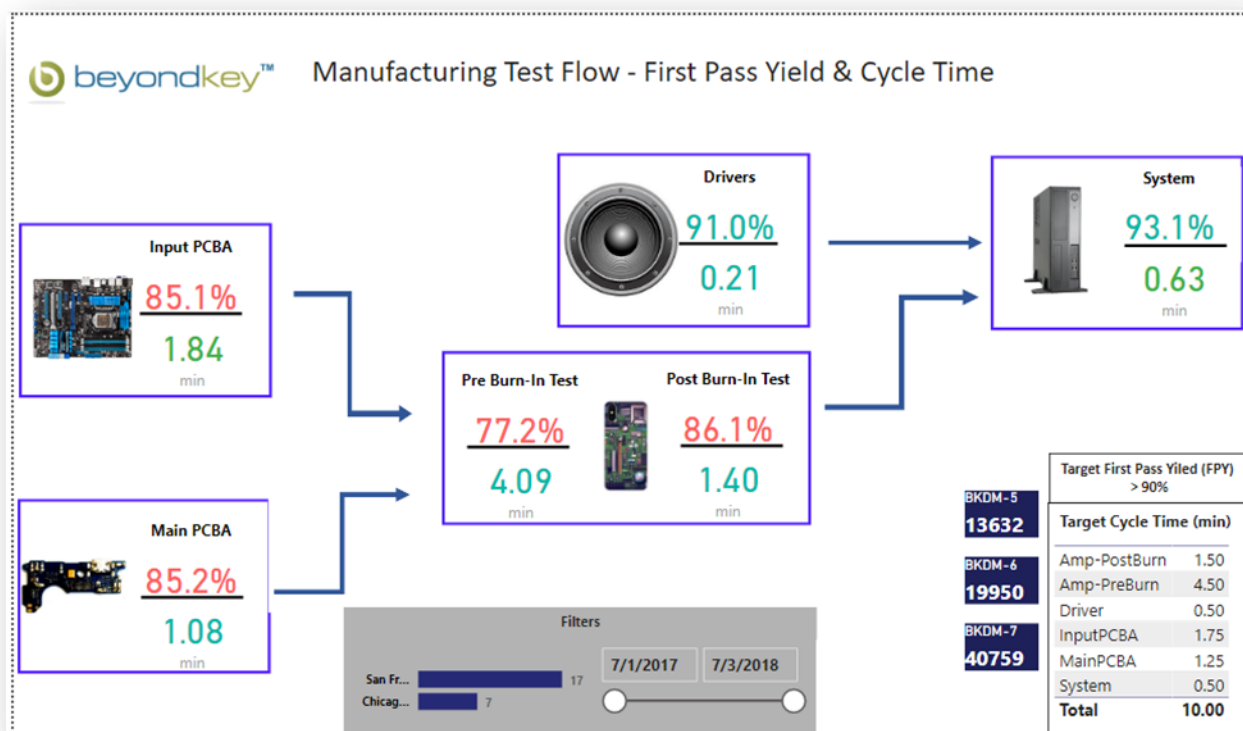 beyondkey™
Manufacturing Test Flow - First Pass Yield & Cycle Time
Drivers
91.0%
0.21
min
System
93.1%
0.63
min
Input PCBA
85.1%
1.84
min
Pre Burn-In Test
77.2%
4.09
min
Post Burn-In Test
86.1%
1.40
min
Main PCBA
85.2%
1.08
min
Filters
San Fr... 17
Chicag... 7
7/1/2017 7/3/2018
BKDM-5
13632
BKDM-6
19950
BKDM-7
40759
Target First Pass Yiled (FPY)
> 90%
Target Cycle Time (min)
Amp-PostBurn 1.50
Amp-PreBurn 4.50
Driver 0.50
InputPCBA 1.75
MainPCBA 1.25
System 0.50
Total 10.00